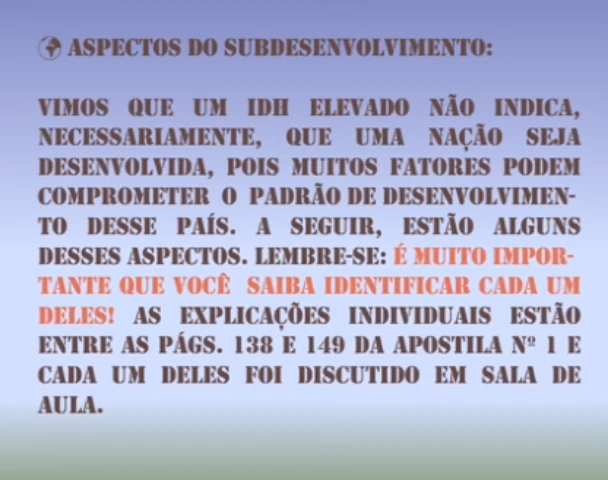 ASPECTOS DO SUBDESENVOLVIMENTO:
VIMOS QUE UM IDH ELEVADO NÃO INDICA,
NECESSARIAMENTE, QUE UMA NAÇÃO SEJA
DESENVOLVIDA, POIS MUITOS FATORES PODEM
COMPROMETER O PADRÃO DE DESENVOLVIMEN-
TO DESSE PAÍS. A SEGUIR, ESTÃO ALGUNS
DESSES ASPECTOS. LEMBRE-SE: É MUITO IMPOR-
TANTE QUE VOCÊ SAIBA IDENTIFICAR CADA UM
DELES! AS EXPLICAÇÕES INDIVIDUAIS ESTÃO
ENTRE AS PÁGS. 138 E 149 DA APOSTILA Nº 1 E
CADA UM DELES FOI DISCUTIDO EM SALA DE
AULA.